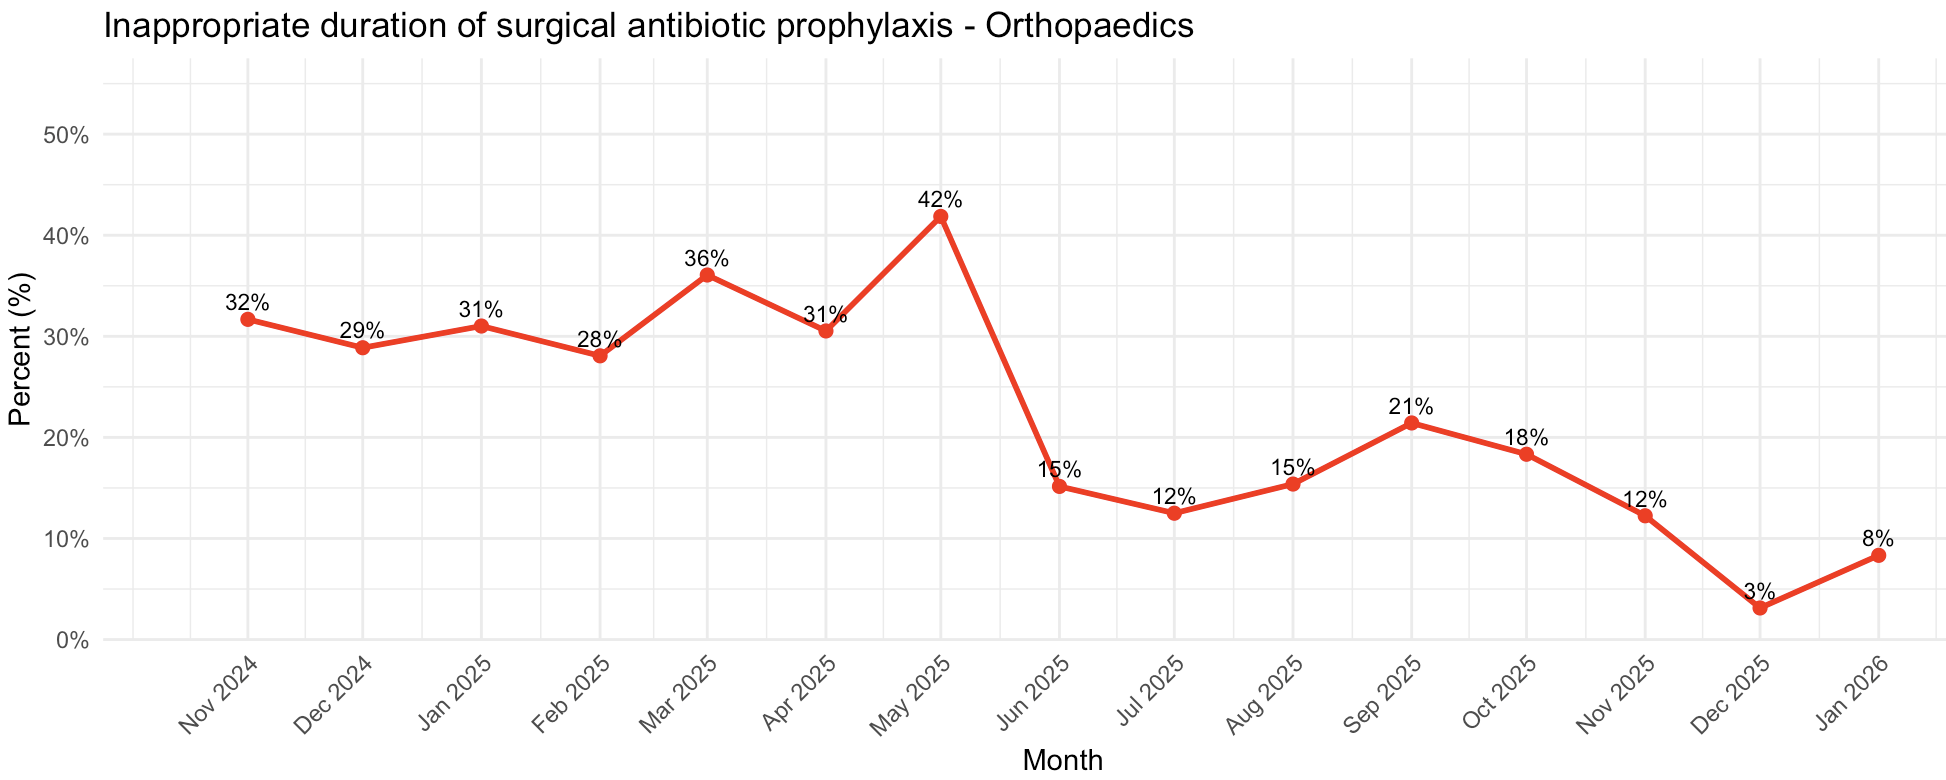 Inappropriate duration of surgical antibiotic prophylaxis - Orthopaedics
Percent (%)
50%
40%
30%
20%
10%
0%
32%
29%
31%
28%
36%
31%
42%
15%
12%
15%
21%
18%
12%
3%
8%
Nov 2024
Dec 2024
Jan 2025
Feb 2025
Mar 2025
Apr 2025
May 2025
Jun 2025
Jul 2025
Aug 2025
Sep 2025
Oct 2025
Nov 2025
Dec 2025
Jan 2026
Month